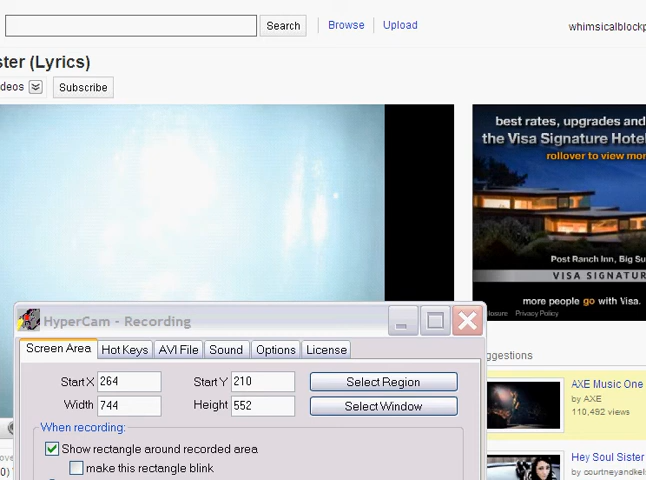 Search
Browse
Upload
whimsicalblockp
ster (Lyrics)
deos
Subscribe
best rates, upgrades and
the Visa Signature Hotel
rollover to view mor
Post Ranch Inn, Big Su
VISA SIGNATUR
more people go with Visa.
closure Privacy Policy
HyperCam - Recording
Screen Area
Hot Keys
AVI File
Sound
Options
License
Start X 264
Start Y 210
Select Region
Width 744
Height 552
Select Window
When recording:
Show rectangle around recorded area
make this rectangle blink
ggestions
AXE Music One
by AXE
110,492 views
Hey Soul Sister
by courtneyandkel